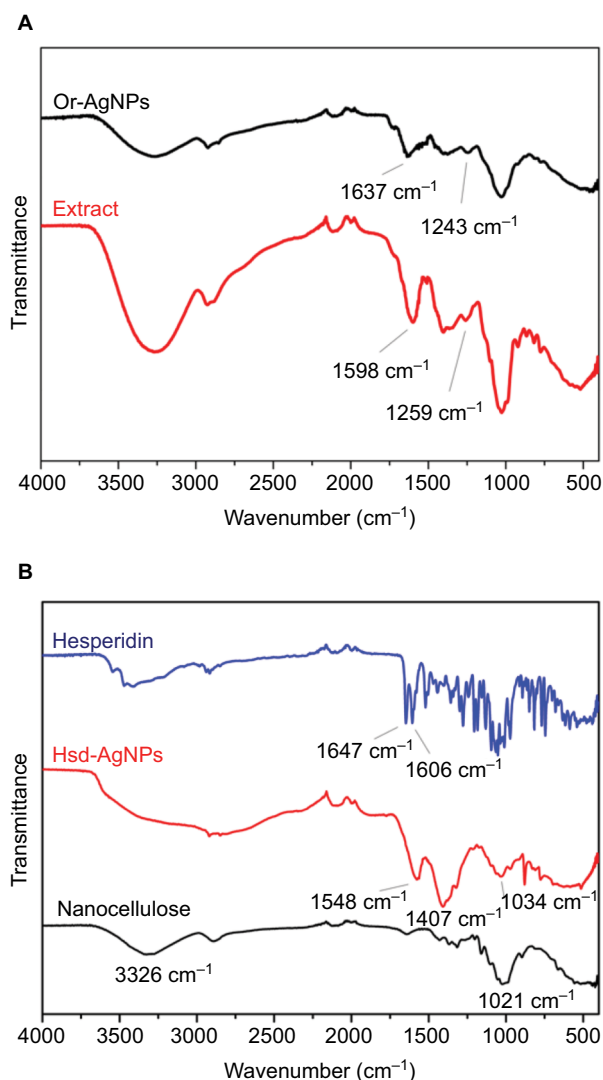 A
Or-AgNPs
1637 cm⁻¹
1243 cm⁻¹
Extract
1598 cm⁻¹
1259 cm⁻¹
Transmittance
4000 3500 3000 2500 2000 1500 1000 500
Wavenumber (cm⁻¹)
B
Hesperidin
1647 cm⁻¹
1606 cm⁻¹
Hsd-AgNPs
1548 cm⁻¹
1407 cm⁻¹
1034 cm⁻¹
Nanocellulose
3326 cm⁻¹
1021 cm⁻¹
Transmittance
4000 3500 3000 2500 2000 1500 1000 500
Wavenumber (cm⁻¹)